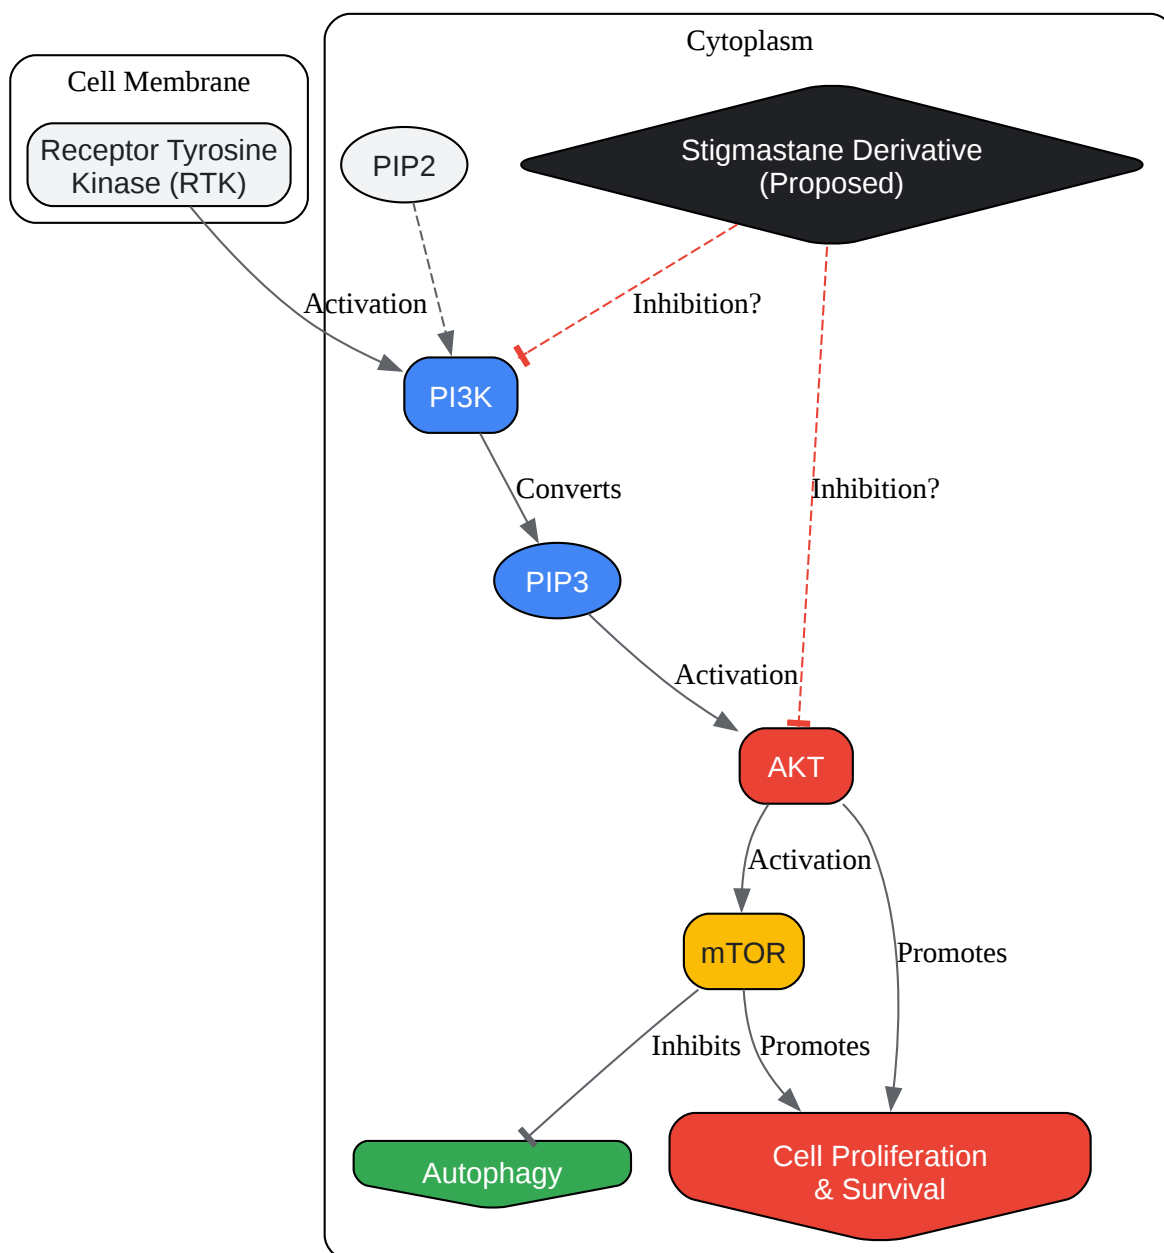 Cytoplasm
Cell Membrane
Receptor Tyrosine
Kinase (RTK)
PIP2
Stigmastane Derivative
(Proposed)
Activation
Inhibition?
PI3K
Converts
Inhibition?
PIP3
Activation
AKT
Activation
mTOR
Promotes
Inhibits
Promotes
Autophagy
Cell Proliferation
& Survival